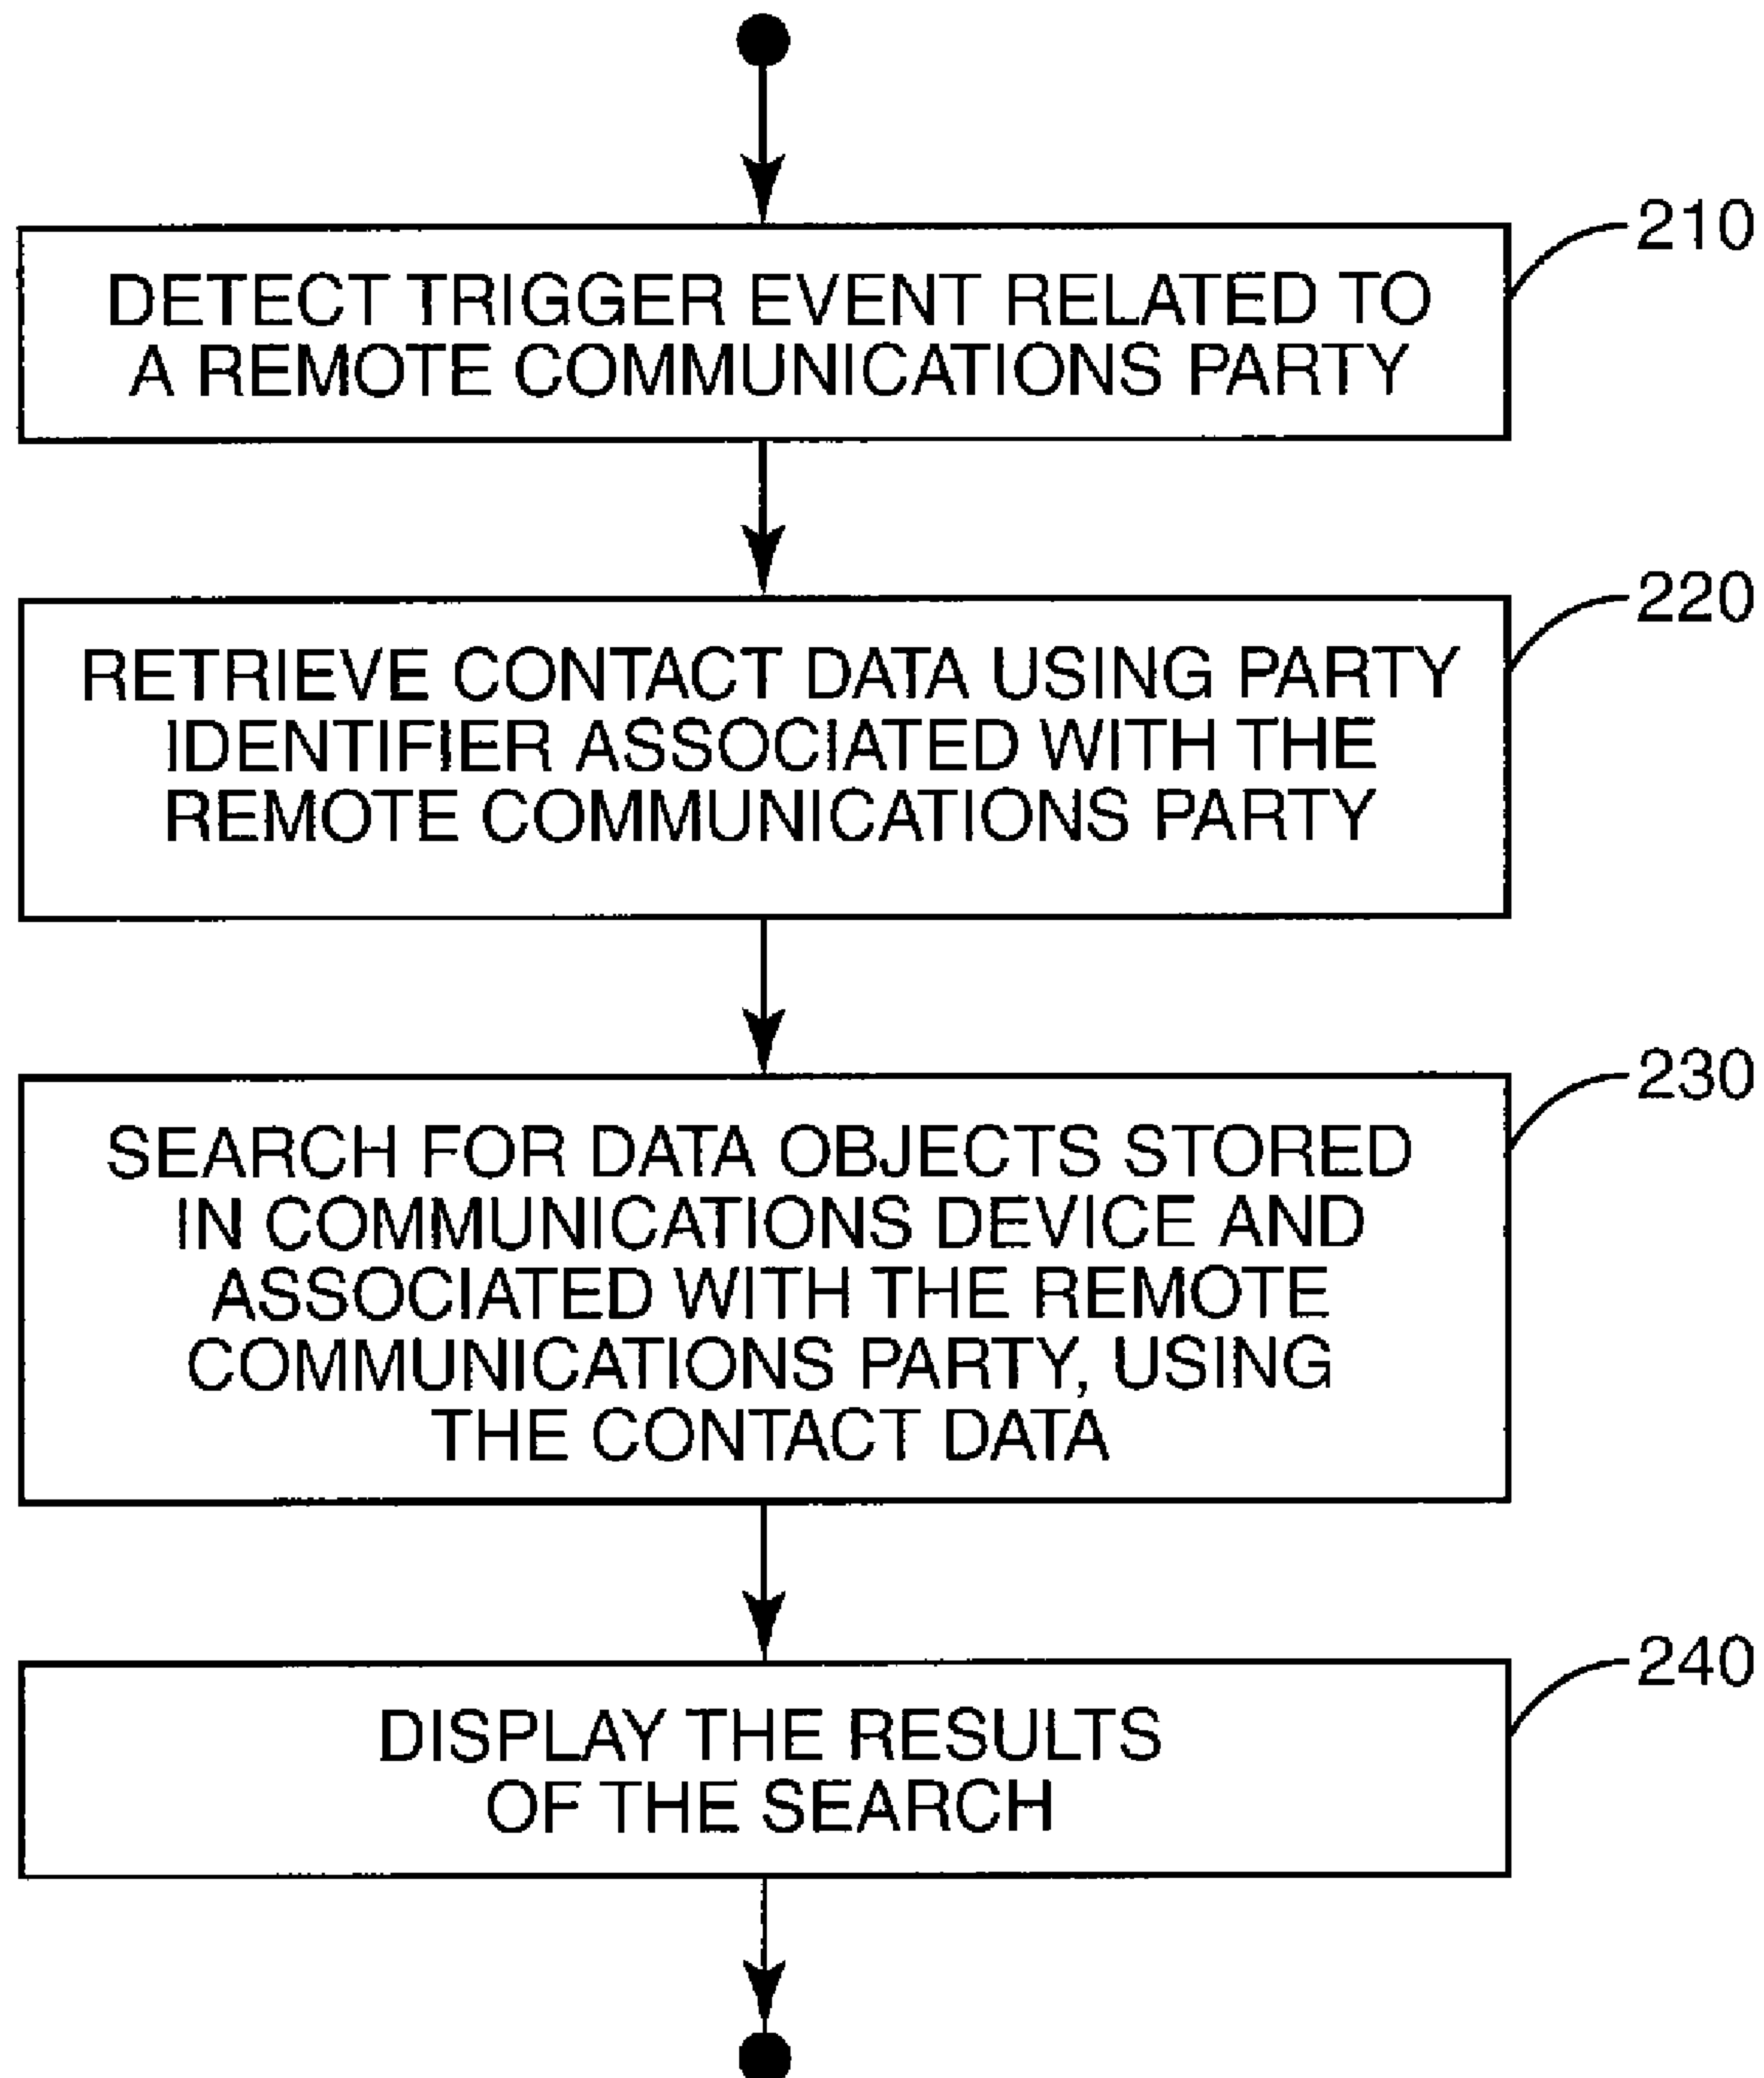 210
DETECT TRIGGER EVENT RELATED TO
A REMOTE COMMUNICATIONS PARTY
220
RETRIEVE CONTACT DATA USING PARTY
IDENTIFIER ASSOCIATED WITH THE
REMOTE COMMUNICATIONS PARTY
230
SEARCH FOR DATA OBJECTS STORED
IN COMMUNICATIONS DEVICE AND
ASSOCIATED WITH THE REMOTE
COMMUNICATIONS PARTY, USING
THE CONTACT DATA
240
DISPLAY THE RESULTS
OF THE SEARCH